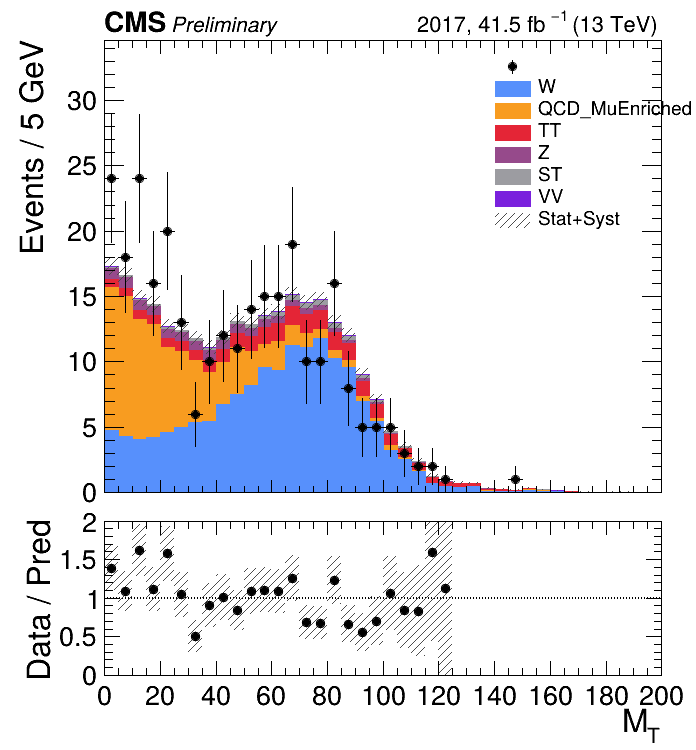 CMS Preliminary 2017, 41.5 fb⁻¹ (13 TeV)
Events / 5 GeV
30
25
20
15
10
5
0
W
QCD_MuEnriched
TT
Z
ST
VV
Stat+Syst
Data / Pred
2
1.5
1
0.5
0
0 20 40 60 80 100 120 140 160 180 200
M_T